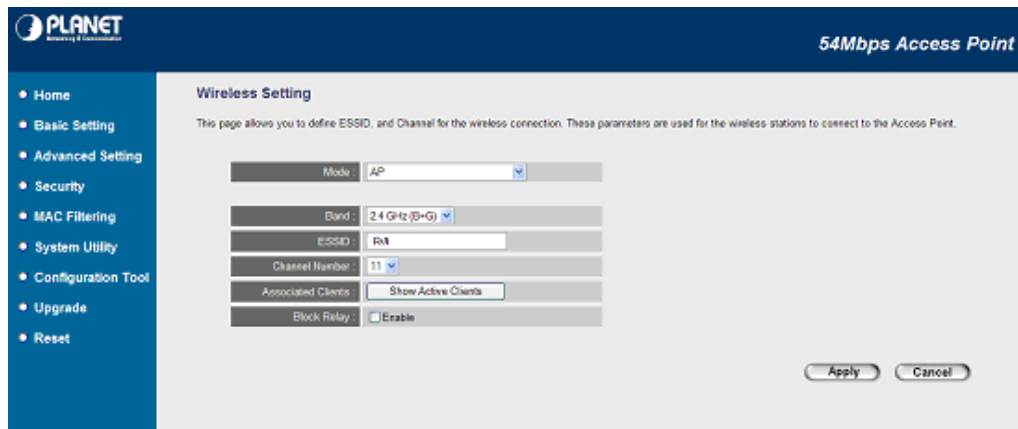 PLANET
Networking & Communication
54Mbps Access Point
Home
Basic Setting
Advanced Setting
Security
MAC Filtering
System Utility
Configuration Tool
Upgrade
Reset
Wireless Setting
This page allows you to define ESSID, and Channel for the wireless connection. These parameters are used for the wireless stations to connect to the Access Point.
Mode : AP
Band : 2.4 GHz (B+G)
ESSID :
Channel Number : 11
Associated Clients : Show Active Clients
Block Relay : Enable
Apply Cancel